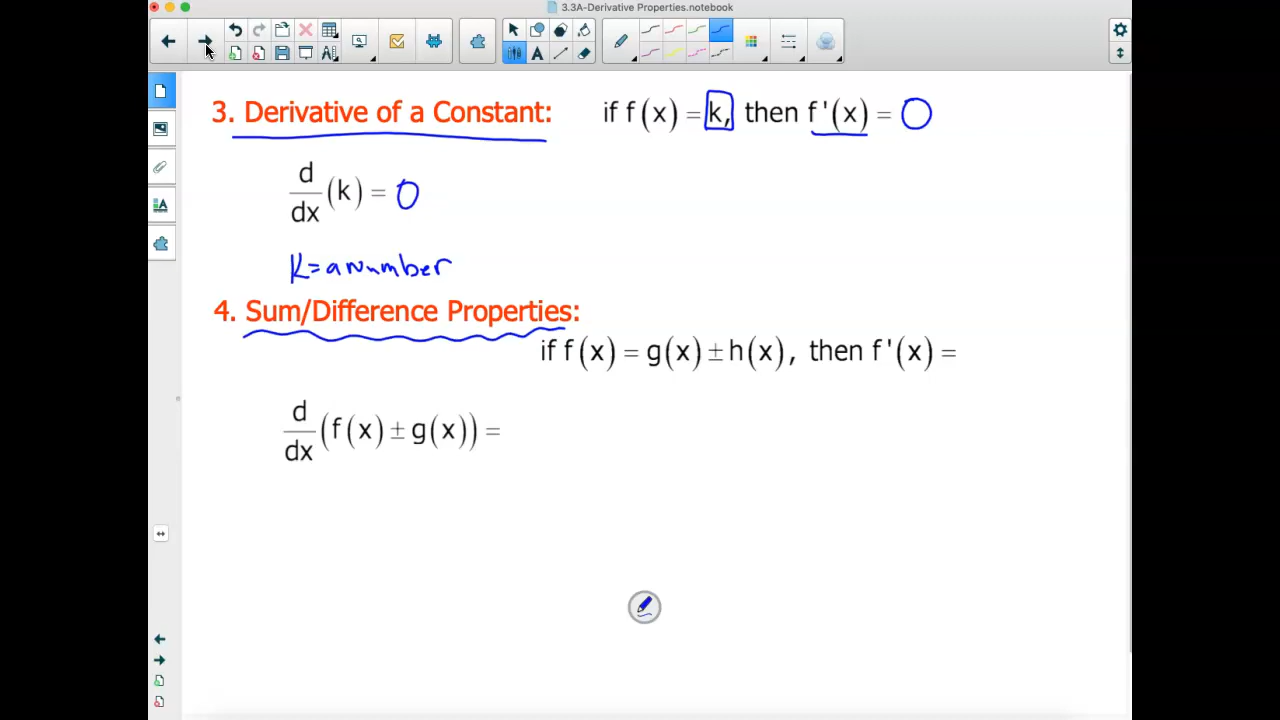 3.3A-Derivative Properties.notebook
3. Derivative of a Constant: if f(x) = k, then f'(x) = 0
d/dx (k) = 0
K = a number
4. Sum/Difference Properties:
if f(x) = g(x) ± h(x), then f'(x) =
d/dx (f(x) ± g(x)) =